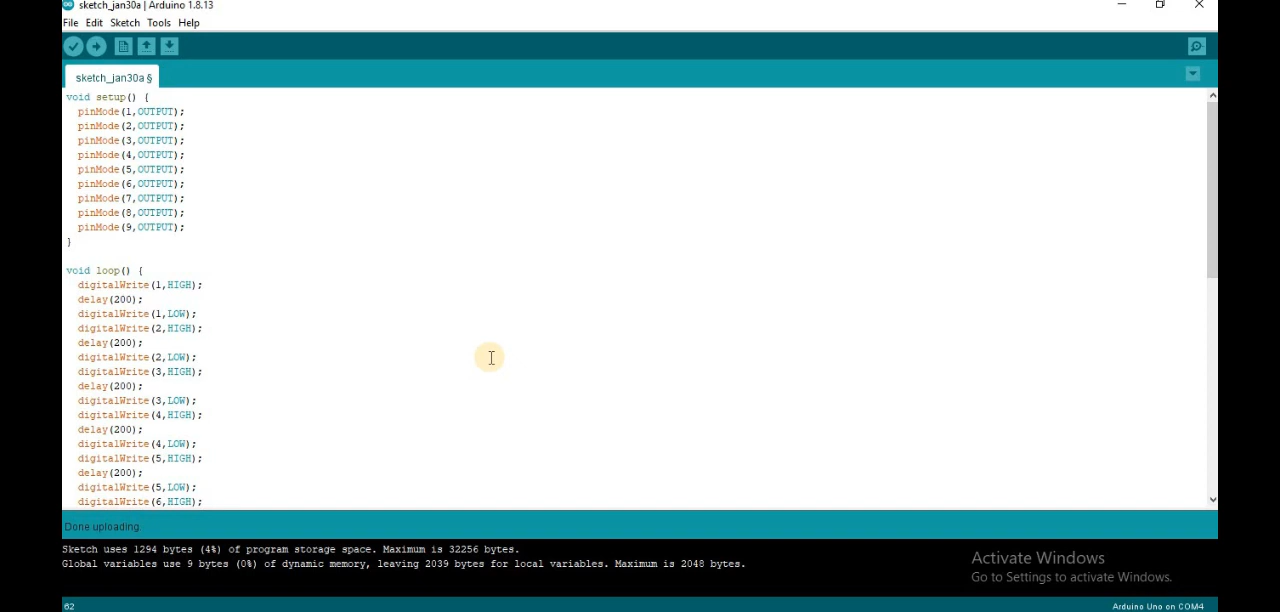 sketch_jan30a | Arduino 1.8.13
File Edit Sketch Tools Help
sketch_jan30a §
void setup() {
pinMode(1,OUTPUT);
pinMode(2,OUTPUT);
pinMode(3,OUTPUT);
pinMode(4,OUTPUT);
pinMode(5,OUTPUT);
pinMode(6,OUTPUT);
pinMode(7,OUTPUT);
pinMode(8,OUTPUT);
pinMode(9,OUTPUT);
}
void loop() {
digitalWrite(1,HIGH);
delay(200);
digitalWrite(1,LOW);
digitalWrite(2,HIGH);
delay(200);
digitalWrite(2,LOW);
digitalWrite(3,HIGH);
delay(200);
digitalWrite(3,LOW);
digitalWrite(4,HIGH);
delay(200);
digitalWrite(4,LOW);
digitalWrite(5,HIGH);
delay(200);
digitalWrite(5,LOW);
digitalWrite(6,HIGH);
Done uploading.
Sketch uses 1294 bytes (4%) of program storage space. Maximum is 32256 bytes.
Global variables use 9 bytes (0%) of dynamic memory, leaving 2039 bytes for local variables. Maximum is 2048 bytes.
Activate Windows
Go to Settings to activate Windows.
62
Arduino Uno on COM4